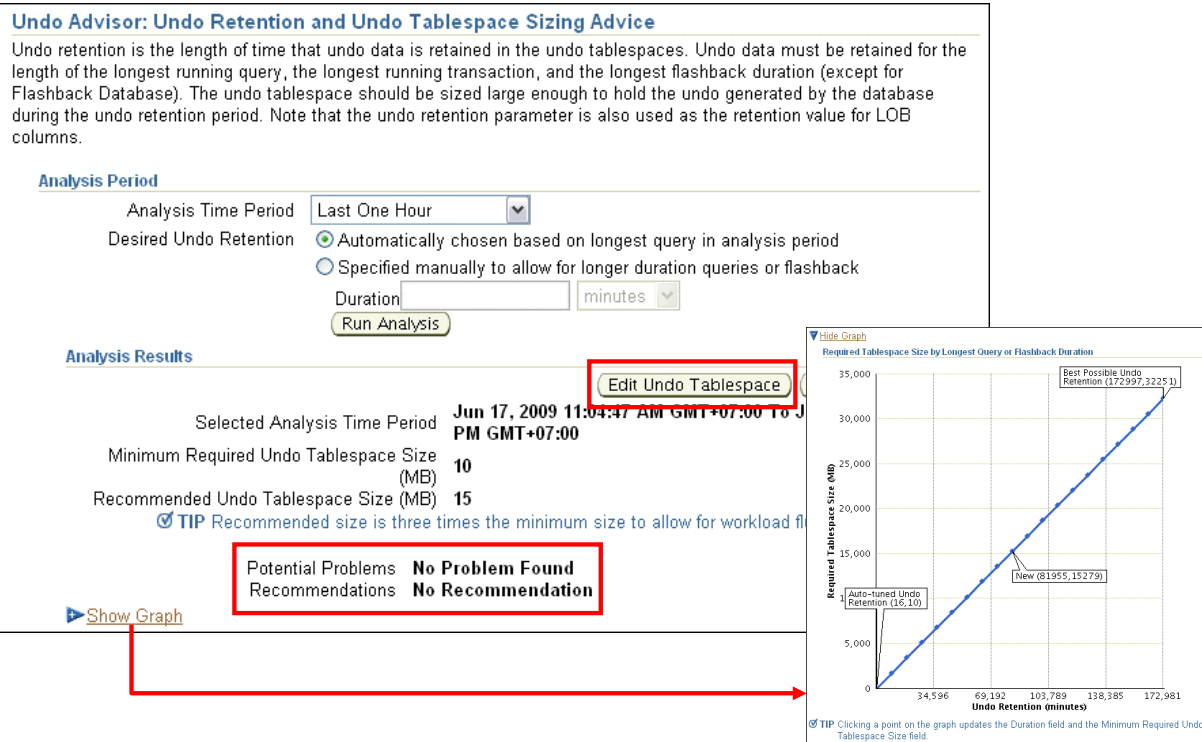 Undo Advisor: Undo Retention and Undo Tablespace Sizing Advice
Undo retention is the length of time that undo data is retained in the undo tablespaces. Undo data must be retained for the
length of the longest running query, the longest running transaction, and the longest flashback duration (except for
Flashback Database). The undo tablespace should be sized large enough to hold the undo generated by the database
during the undo retention period. Note that the undo retention parameter is also used as the retention value for LOB
columns.
Analysis Period
Analysis Time Period Last One Hour
Desired Undo Retention Automatically chosen based on longest query in analysis period
Specified manually to allow for longer duration queries or flashback
Duration minutes
Run Analysis
Analysis Results
Edit Undo Tablespace
Selected Analysis Time Period Jun 17, 2009 11:04:47 AM GMT+07:00 To J
PM GMT+07:00
Minimum Required Undo Tablespace Size
(MB) 10
Recommended Undo Tablespace Size (MB) 15
TIP Recommended size is three times the minimum size to allow for workload fl
Potential Problems No Problem Found
Recommendations No Recommendation
Show Graph
Hide Graph
Required Tablespace Size by Longest Query or Flashback Duration
Required Tablespace Size (MB)
35,000
30,000
25,000
20,000
15,000
1
5,000
0
Best Possible Undo
Retention (172997,32251)
New (81955,15279)
Auto-tuned Undo
Retention (16,10)
34,596 69,192 103,789 138,385 172,981
Undo Retention (minutes)
TIP Clicking a point on the graph updates the Duration field and the Minimum Required Undo
Tablespace Size field.